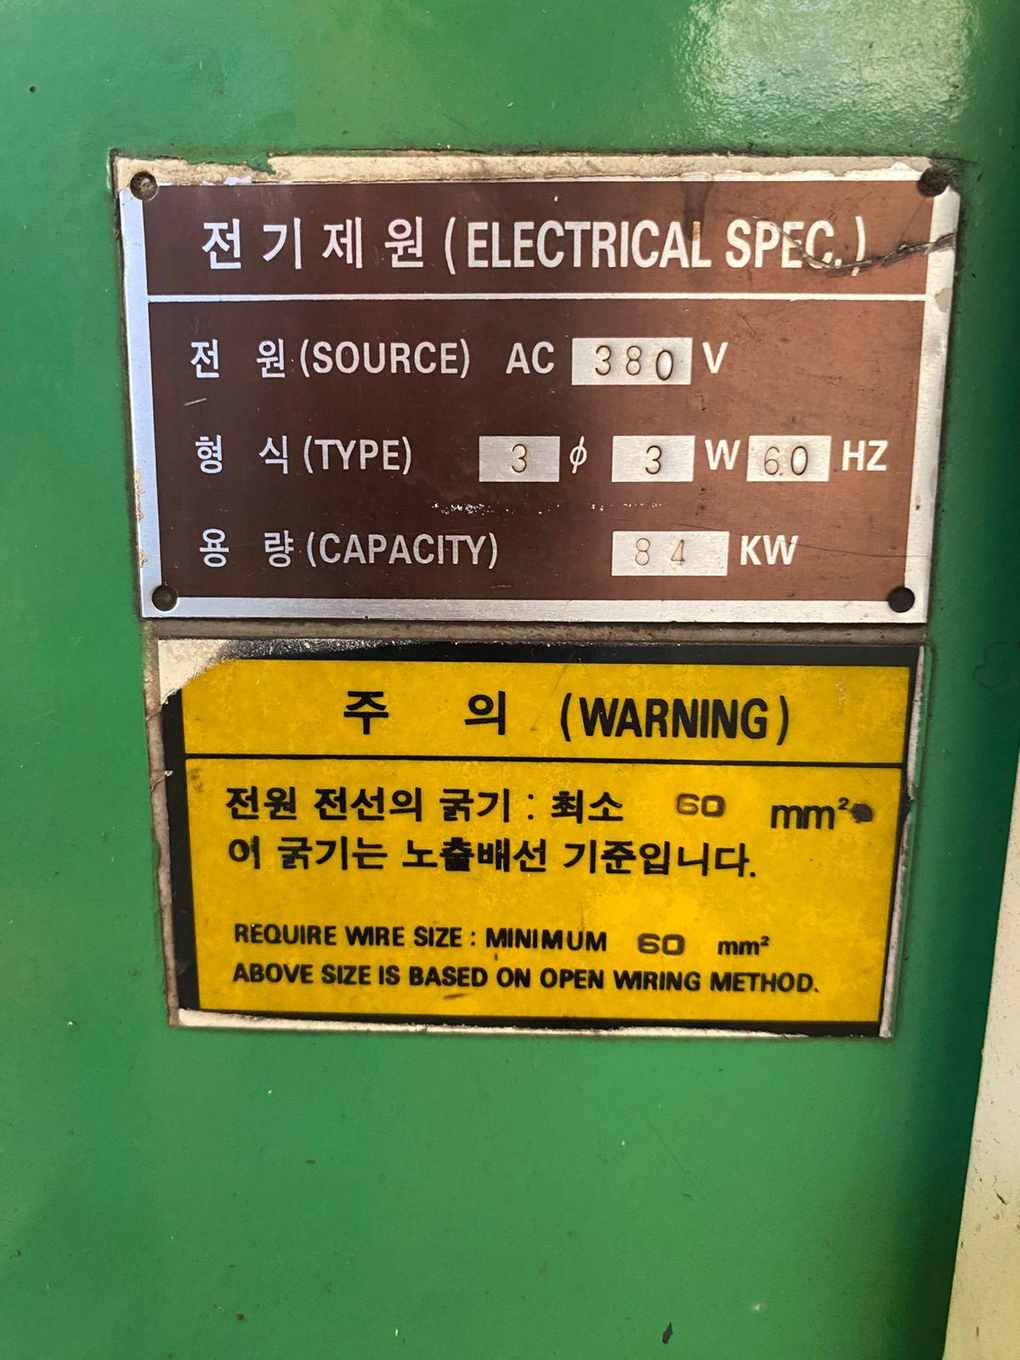 전기제원 (ELECTRICAL SPEC.)
전 원 (SOURCE) AC 380 V
형 식 (TYPE) 3 ϕ 3 W 60 HZ
용 량 (CAPACITY) 84 KW
주 의 (WARNING)
전원 전선의 굵기 : 최소 60 mm²
이 굵기는 노출배선 기준입니다.
REQUIRE WIRE SIZE : MINIMUM 60 mm²
ABOVE SIZE IS BASED ON OPEN WIRING METHOD.